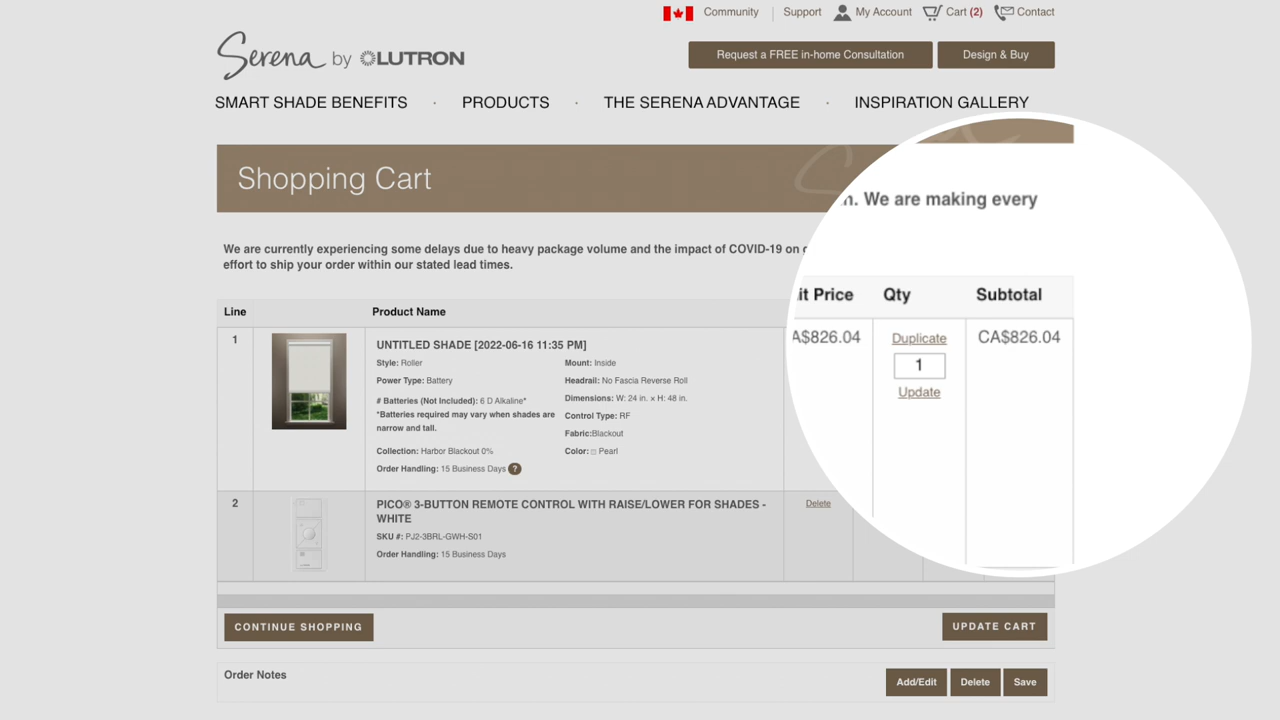 Community
Support
My Account
Cart (2)
Contact
Serena by LUTRON
Request a FREE in-home Consultation
Design & Buy
SMART SHADE BENEFITS · PRODUCTS · THE SERENA ADVANTAGE · INSPIRATION GALLERY
Shopping Cart
We are currently experiencing some delays due to heavy package volume and the impact of COVID-19 on
effort to ship your order within our stated lead times.
We are making every
Line
Product Name
Price
Qty
Subtotal
1
UNTITLED SHADE [2022-06-16 11:35 PM]
Style: Roller
Mount: Inside
Power Type: Battery
Headrail: No Fascia Reverse Roll
# Batteries (Not Included): 6 D Alkaline*
Dimensions: W: 24 in. × H: 48 in.
*Batteries required may vary when shades are
narrow and tall.
Control Type: RF
Fabric:Blackout
Collection: Harbor Blackout 0%
Color: Pearl
Order Handling: 15 Business Days ?
A$826.04
Duplicate
1
Update
CA$826.04
2
PICO® 3-BUTTON REMOTE CONTROL WITH RAISE/LOWER FOR SHADES -
WHITE
SKU #: PJ2-3BRL-GWH-S01
Order Handling: 15 Business Days
Delete
CONTINUE SHOPPING
UPDATE CART
Order Notes
Add/Edit
Delete
Save